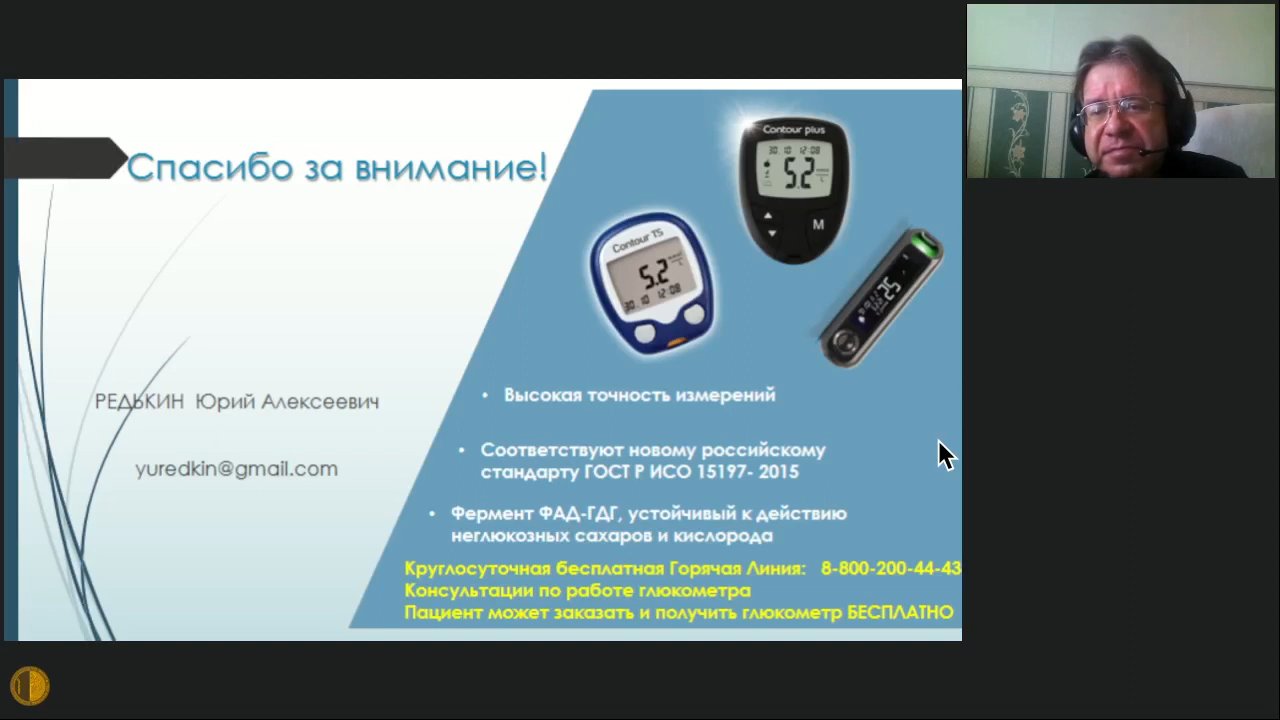 Спасибо за внимание!
РЕДЬКИН Юрий Алексеевич
yuredkin@gmail.com
Contour plus
30.10 12:08
5.2
M
Contour TS
5.2
30.10 12:08
• Высокая точность измерений
• Соответствуют новому российскому
стандарту ГОСТ Р ИСО 15197- 2015
• Фермент ФАД-ГДГ, устойчивый к действию
неглюкозных сахаров и кислорода
Круглосуточная бесплатная Горячая Линия: 8-800-200-44-43
Консультации по работе глюкометра
Пациент может заказать и получить глюкометр БЕСПЛАТНО